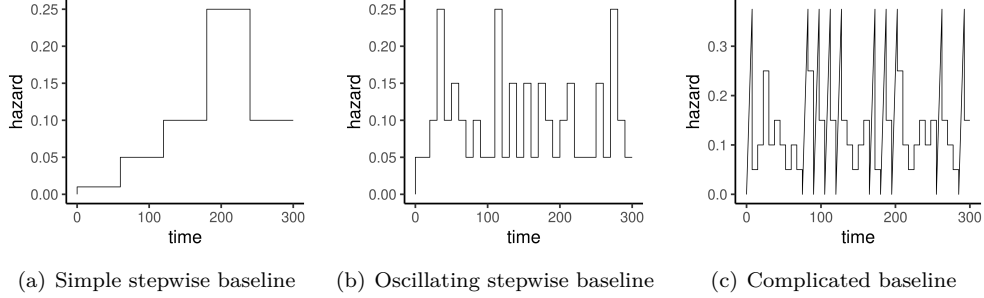 0.25
0.20
0.15
0.10
0.05
0.00
hazard
0 100 200 300
time
(a) Simple stepwise baseline
0.25
0.20
0.15
0.10
0.05
0.00
hazard
0 100 200 300
time
(b) Oscillating stepwise baseline
0.3
0.2
0.1
0.0
hazard
0 100 200 300
time
(c) Complicated baseline